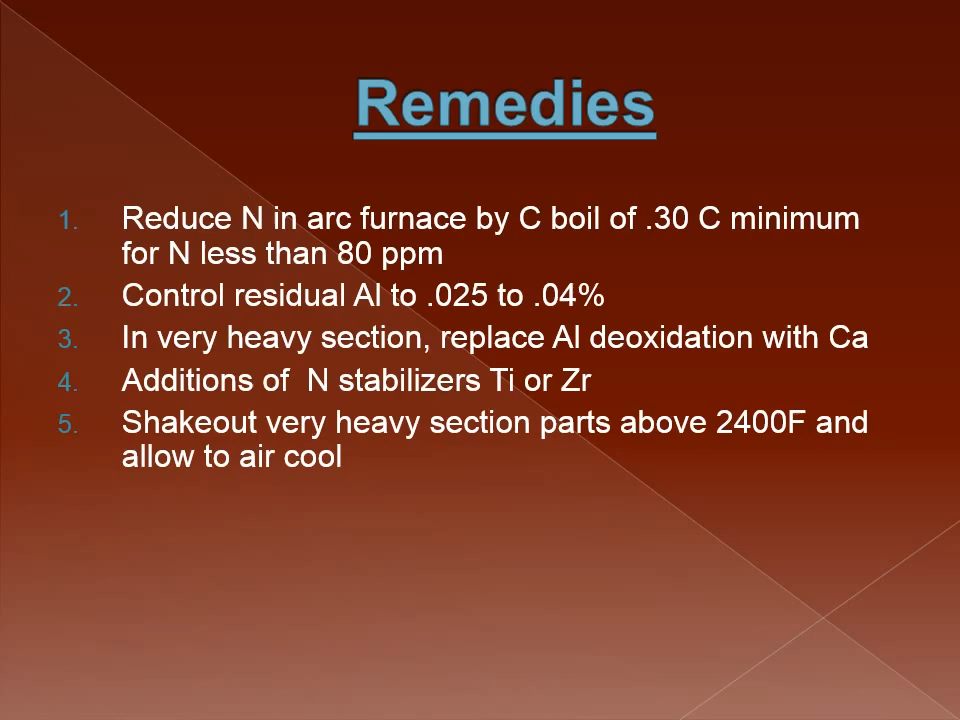 Remedies
1. Reduce N in arc furnace by C boil of .30 C minimum
for N less than 80 ppm
2. Control residual Al to .025 to .04%
3. In very heavy section, replace Al deoxidation with Ca
4. Additions of  N stabilizers Ti or Zr
5. Shakeout very heavy section parts above 2400F and
allow to air cool